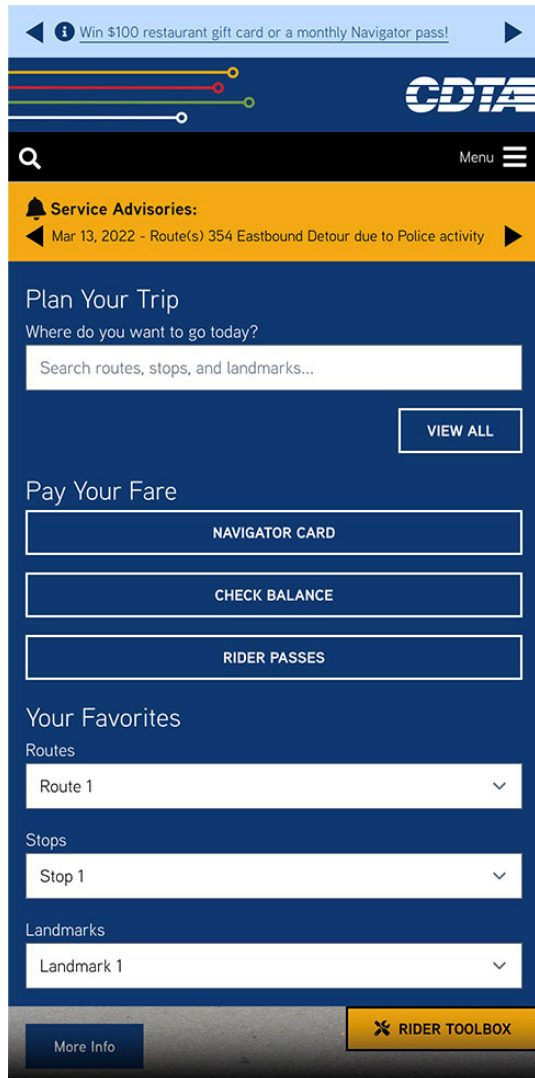 Win $100 restaurant gift card or a monthly Navigator pass!
CDTA
Menu
Service Advisories:
Mar 13, 2022 - Route(s) 354 Eastbound Detour due to Police activity
Plan Your Trip
Where do you want to go today?
Search routes, stops, and landmarks...
VIEW ALL
Pay Your Fare
NAVIGATOR CARD
CHECK BALANCE
RIDER PASSES
Your Favorites
Routes
Route 1
Stops
Stop 1
Landmarks
Landmark 1
RIDER TOOLBOX
More Info